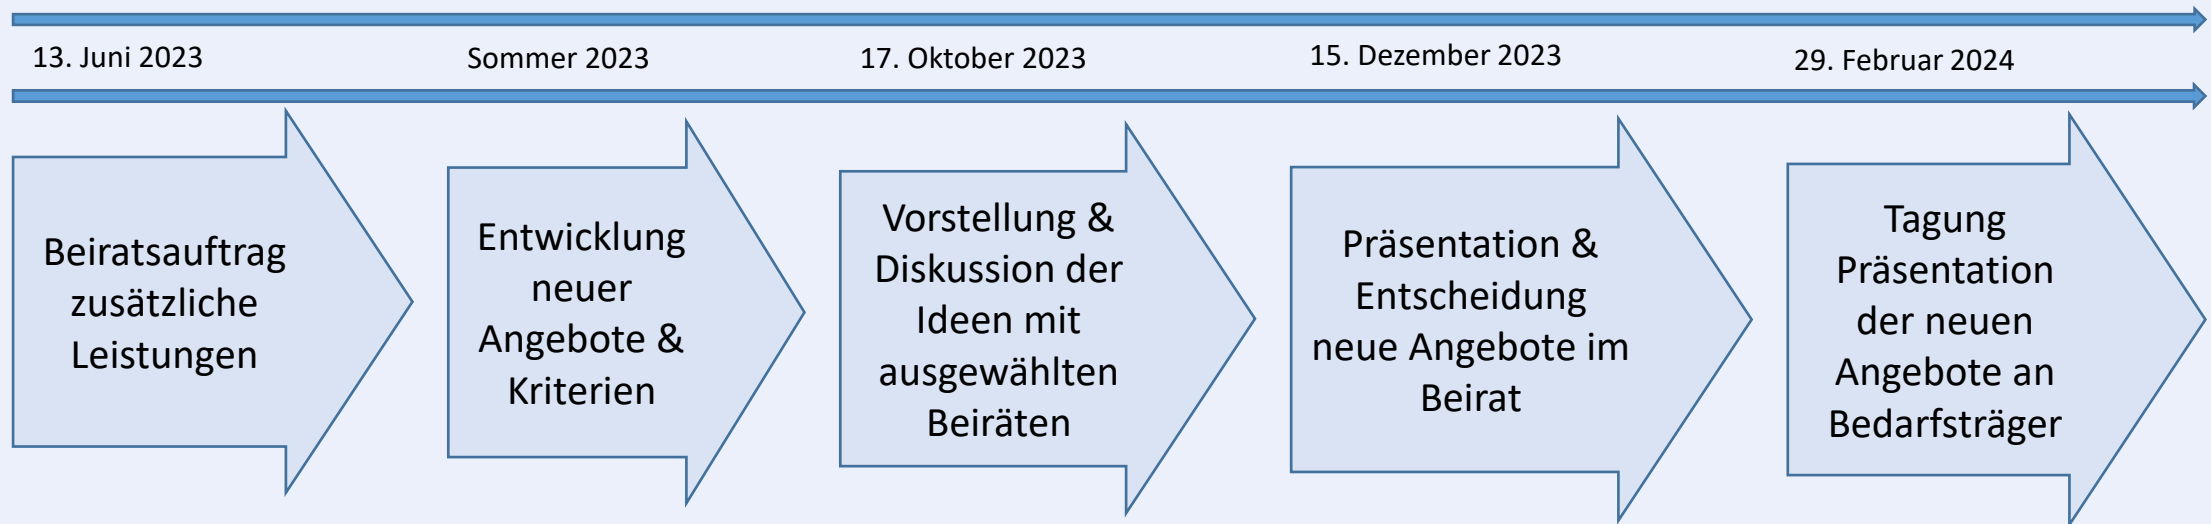 13. Juni 2023
Sommer 2023
17. Oktober 2023
15. Dezember 2023
29. Februar 2024
Beiratsauftrag
zusätzliche
Leistungen
Entwicklung
neuer
Angebote &
Kriterien
Vorstellung &
Diskussion der
Ideen mit
ausgewählten
Beiräten
Präsentation &
Entscheidung
neue Angebote im
Beirat
Tagung
Präsentation
der neuen
Angebote an
Bedarfsträger